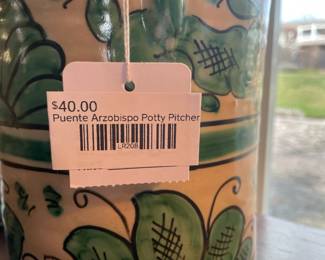 $40.00
Puente Arzobispo Potty Pitcher
LR208